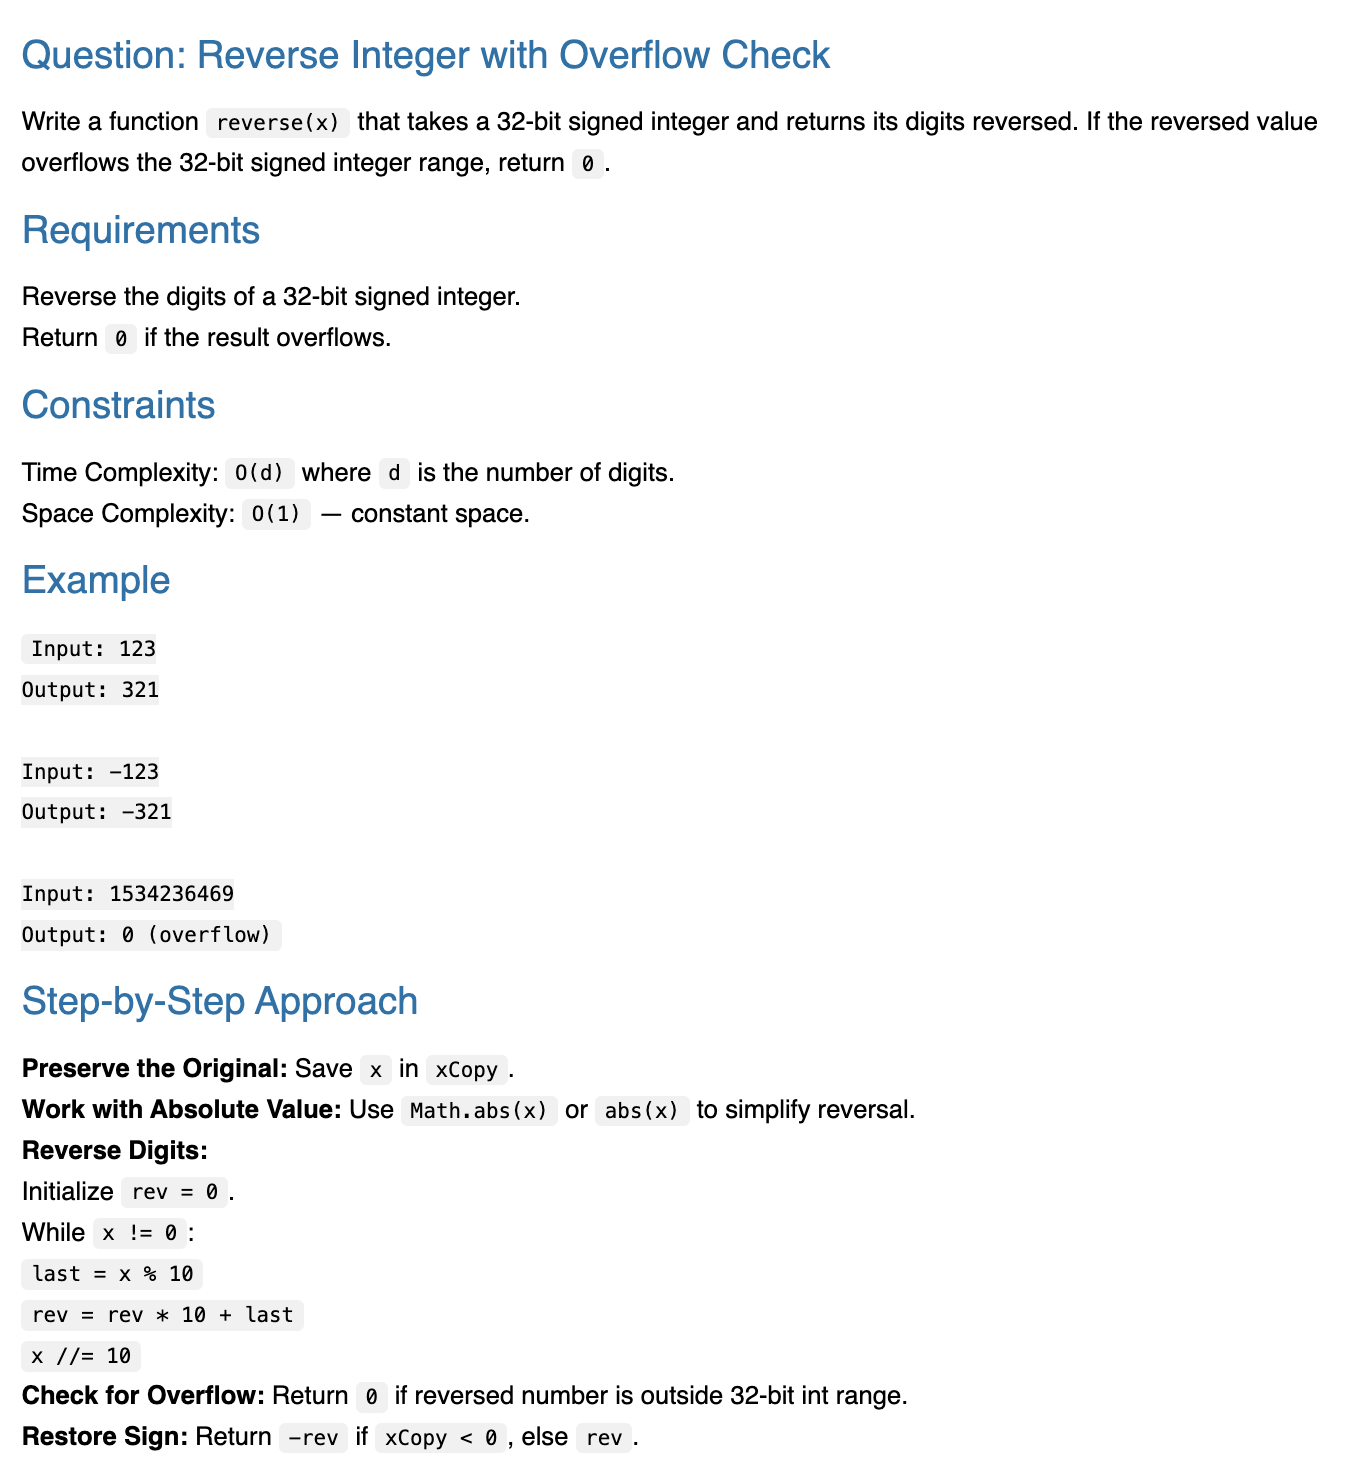 Question: Reverse Integer with Overflow Check
Write a function reverse(x) that takes a 32-bit signed integer and returns its digits reversed. If the reversed value
overflows the 32-bit signed integer range, return 0.
Requirements
Reverse the digits of a 32-bit signed integer.
Return 0 if the result overflows.
Constraints
Time Complexity: O(d) where d is the number of digits.
Space Complexity: O(1) — constant space.
Example
Input: 123
Output: 321
Input: -123
Output: -321
Input: 1534236469
Output: 0 (overflow)
Step-by-Step Approach
Preserve the Original: Save x in xCopy.
Work with Absolute Value: Use Math.abs(x) or abs(x) to simplify reversal.
Reverse Digits:
Initialize rev = 0.
While x != 0:
last = x % 10
rev = rev * 10 + last
x //= 10
Check for Overflow: Return 0 if reversed number is outside 32-bit int range.
Restore Sign: Return -rev if xCopy < 0, else rev.